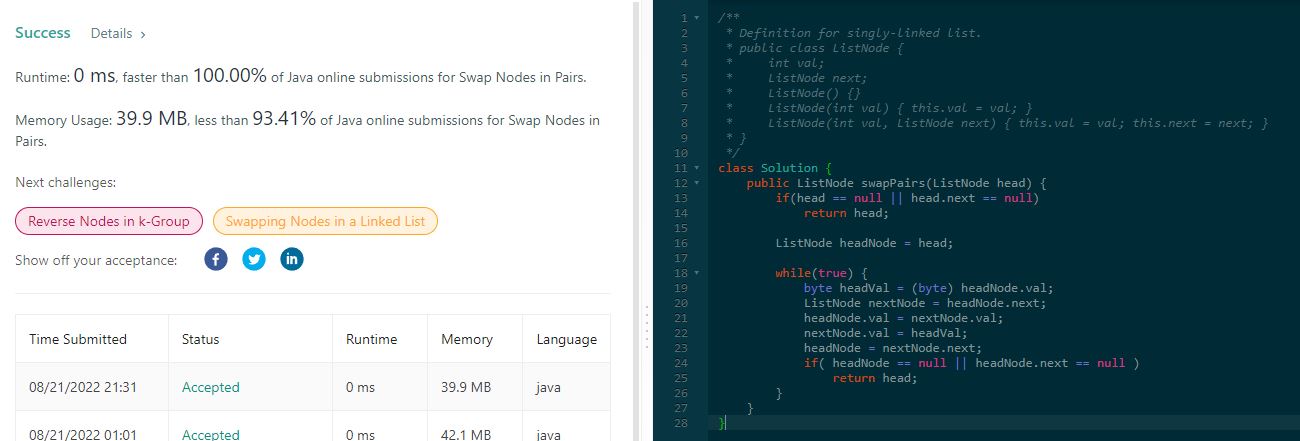 Success Details >
Runtime: 0 ms, faster than 100.00% of Java online submissions for Swap Nodes in Pairs.
Memory Usage: 39.9 MB, less than 93.41% of Java online submissions for Swap Nodes in
Pairs.
Next challenges:
Reverse Nodes in k-Group Swapping Nodes in a Linked List
Show off your acceptance:
Time Submitted Status Runtime Memory Language
08/21/2022 21:31 Accepted 0 ms 39.9 MB java
08/21/2022 01:01 Accepted 0 ms 42.1 MB java
1 /**
2  * Definition for singly-linked list.
3  * public class ListNode {
4  *     int val;
5  *     ListNode next;
6  *     ListNode() {}
7  *     ListNode(int val) { this.val = val; }
8  *     ListNode(int val, ListNode next) { this.val = val; this.next = next; }
9  * }
10  */
11 class Solution {
12     public ListNode swapPairs(ListNode head) {
13         if(head == null || head.next == null)
14             return head;
15
16         ListNode headNode = head;
17
18         while(true) {
19             byte headVal = (byte) headNode.val;
20             ListNode nextNode = headNode.next;
21             headNode.val = nextNode.val;
22             nextNode.val = headVal;
23             headNode = nextNode.next;
24             if( headNode == null || headNode.next == null )
25                 return head;
26         }
27     }
28 }